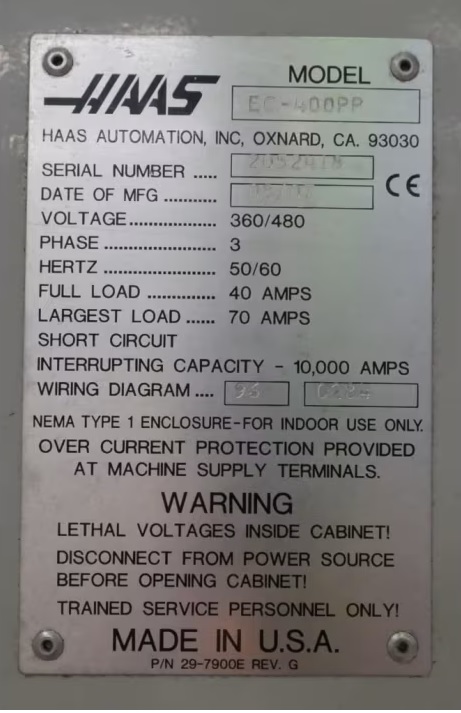 HAAS
MODEL
EC-400PP
HAAS AUTOMATION, INC, OXNARD, CA. 93030
SERIAL NUMBER .....
DATE OF MFG ...........
CE
VOLTAGE................ 360/480
PHASE ..................... 3
HERTZ ..................... 50/60
FULL LOAD .............. 40 AMPS
LARGEST LOAD ...... 70 AMPS
SHORT CIRCUIT
INTERRUPTING CAPACITY - 10,000 AMPS
WIRING DIAGRAM ....
NEMA TYPE 1 ENCLOSURE-FOR INDOOR USE ONLY.
OVER CURRENT PROTECTION PROVIDED
AT MACHINE SUPPLY TERMINALS.
WARNING
LETHAL VOLTAGES INSIDE CABINET!
DISCONNECT FROM POWER SOURCE
BEFORE OPENING CABINET!
TRAINED SERVICE PERSONNEL ONLY!
MADE IN U.S.A.
P/N 29-7900E REV. G